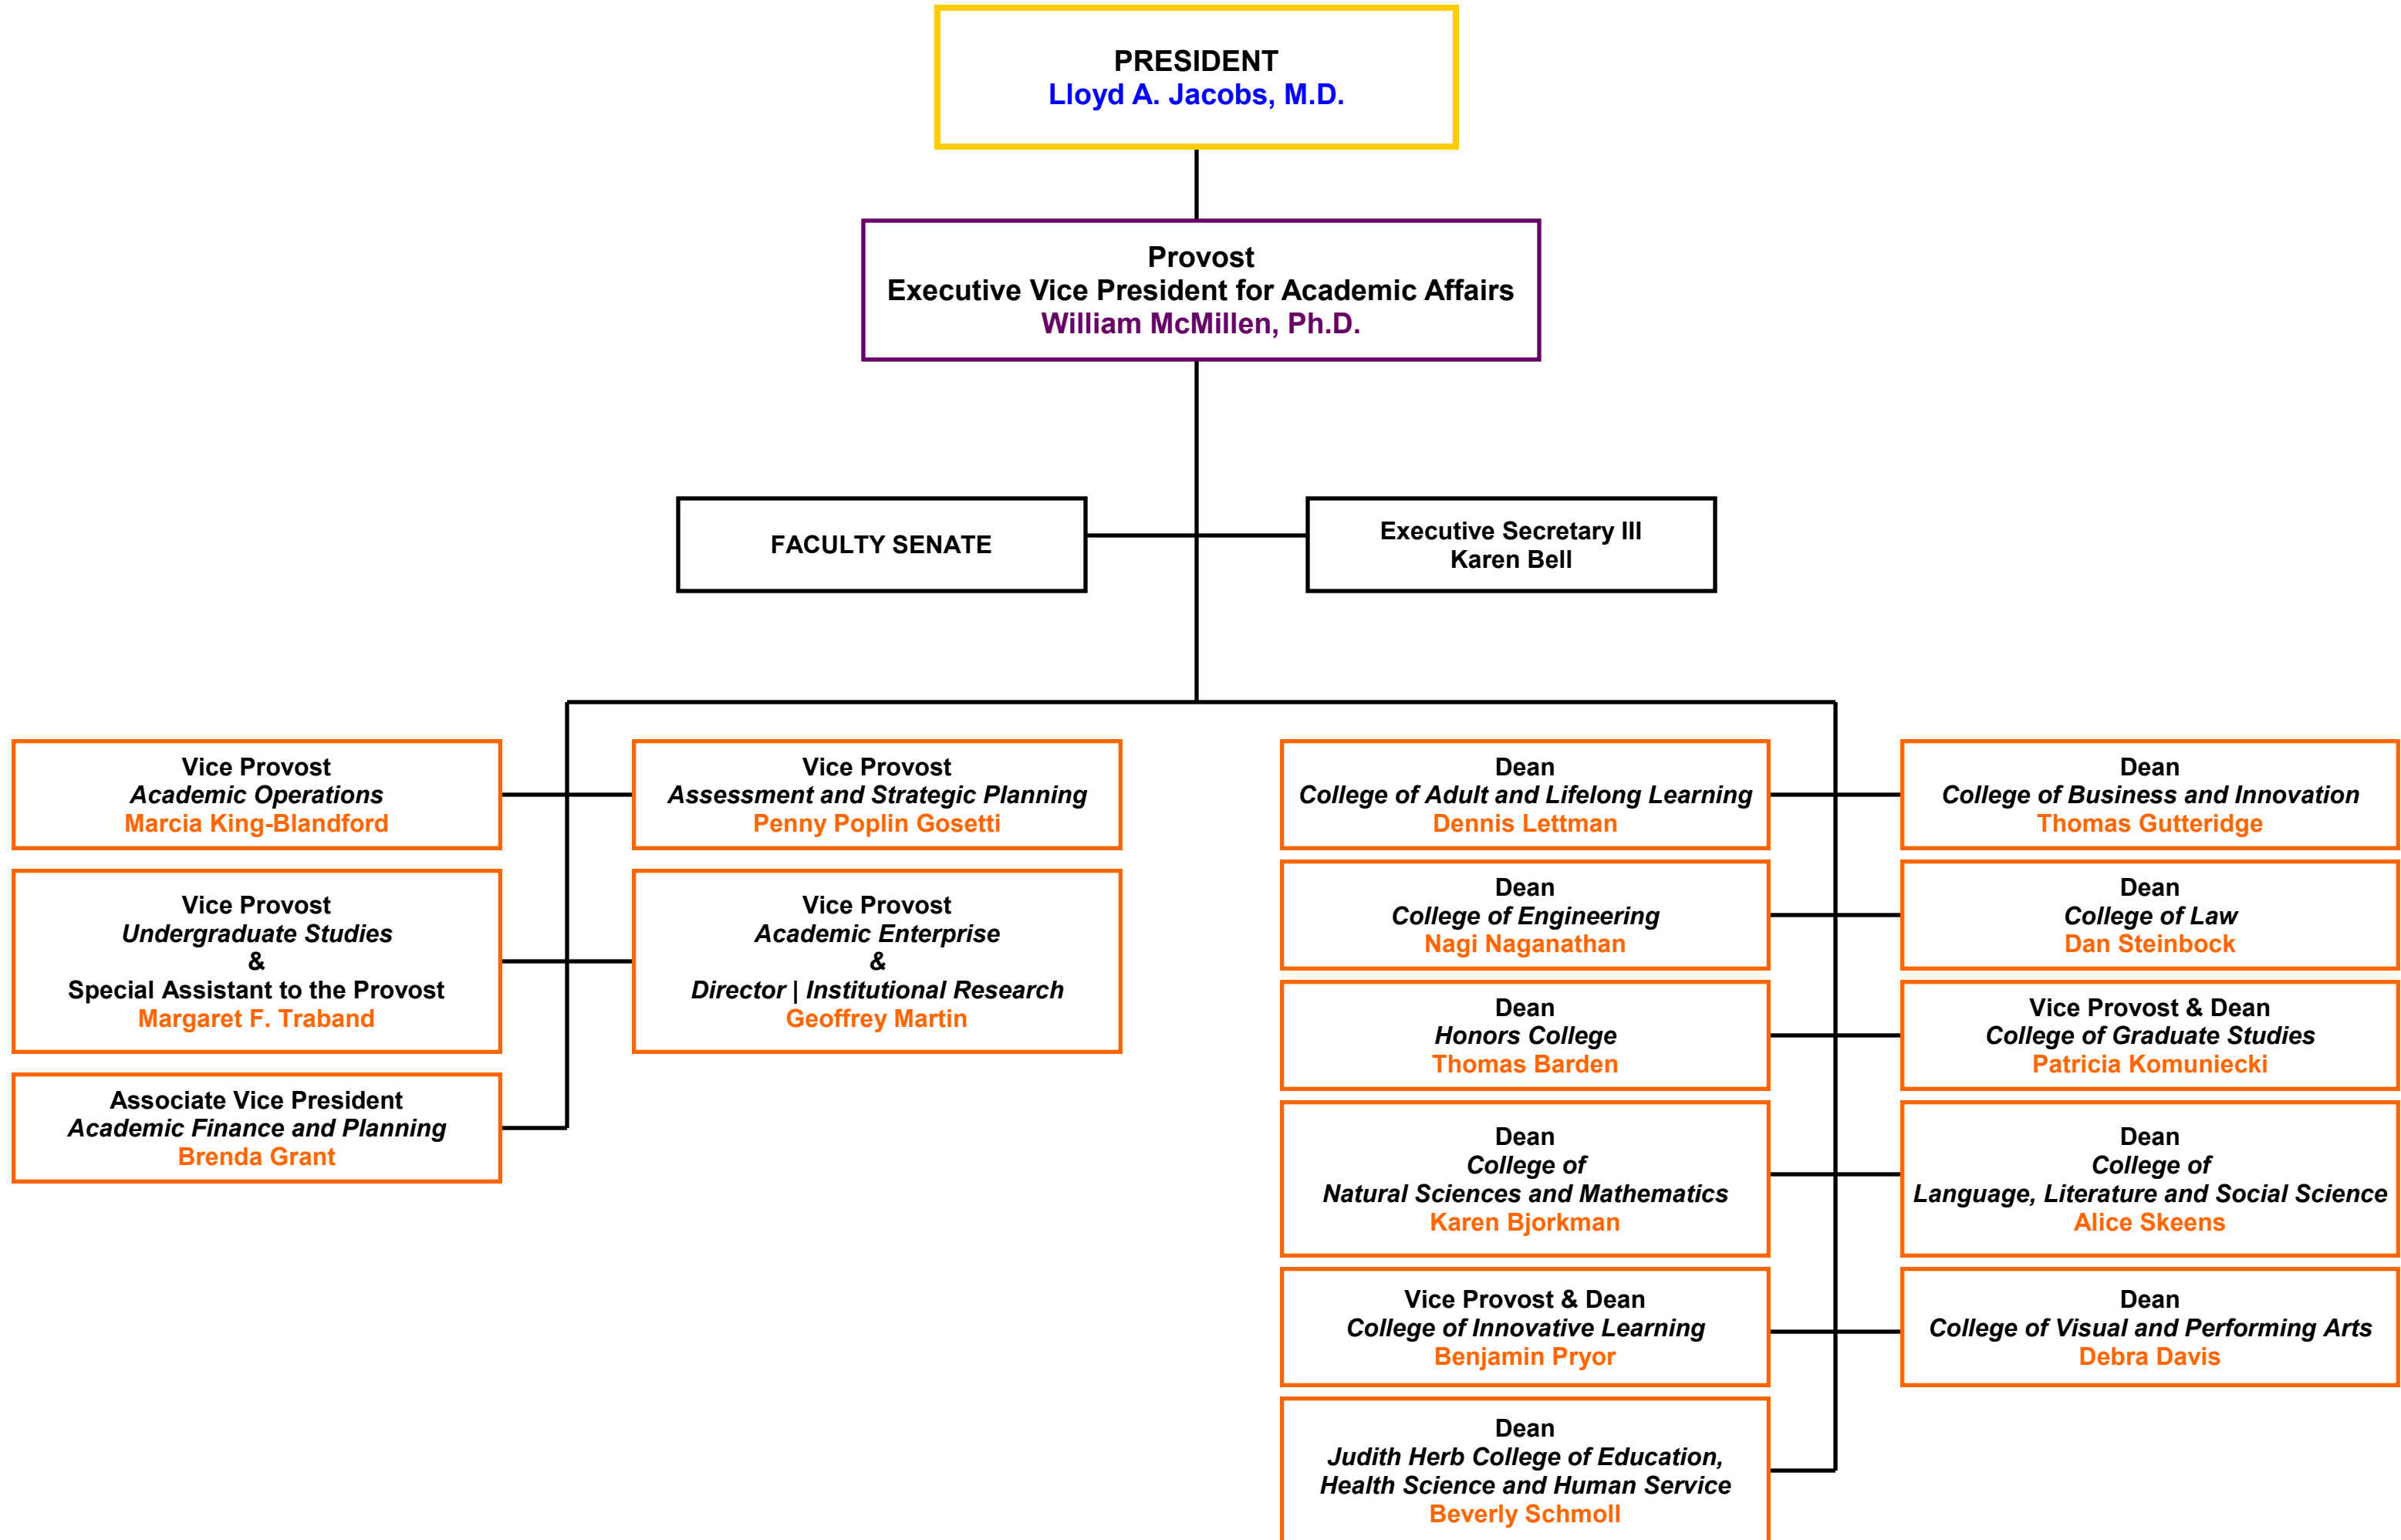 PRESIDENT
Lloyd A. Jacobs, M.D.
Provost
Executive Vice President for Academic Affairs
William McMillen, Ph.D.
FACULTY SENATE
Executive Secretary III
Karen Bell
Vice Provost
Academic Operations
Marcia King-Blandford
Vice Provost
Assessment and Strategic Planning
Penny Poplin Gosetti
Vice Provost
Undergraduate Studies
&
Special Assistant to the Provost
Margaret F. Traband
Vice Provost
Academic Enterprise
&
Director | Institutional Research
Geoffrey Martin
Associate Vice President
Academic Finance and Planning
Brenda Grant
Dean
College of Adult and Lifelong Learning
Dennis Lettman
Dean
College of Business and Innovation
Thomas Gutteridge
Dean
College of Engineering
Nagi Naganathan
Dean
College of Law
Dan Steinbock
Dean
Honors College
Thomas Barden
Vice Provost & Dean
College of Graduate Studies
Patricia Komuniecki
Dean
College of
Natural Sciences and Mathematics
Karen Bjorkman
Dean
College of
Language, Literature and Social Science
Alice Skeens
Vice Provost & Dean
College of Innovative Learning
Benjamin Pryor
Dean
College of Visual and Performing Arts
Debra Davis
Dean
Judith Herb College of Education,
Health Science and Human Service
Beverly Schmoll